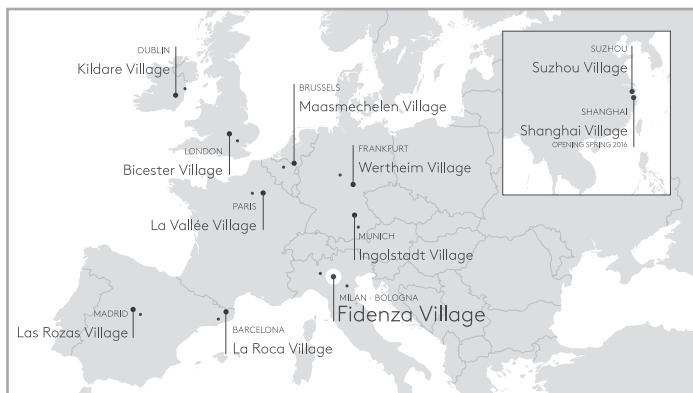 DUBLIN
Kildare Village
BRUSSELS
Maasmechelen Village
LONDON
Bicester Village
FRANKFURT
Wertheim Village
PARIS
La Vallée Village
MUNICH
Ingolstadt Village
MILAN - BOLOGNA
Fidenza Village
MADRID
Las Rozas Village
BARCELONA
La Roca Village
SUZHOU
Suzhou Village
SHANGHAI
Shanghai Village
OPENING SPRING 2016